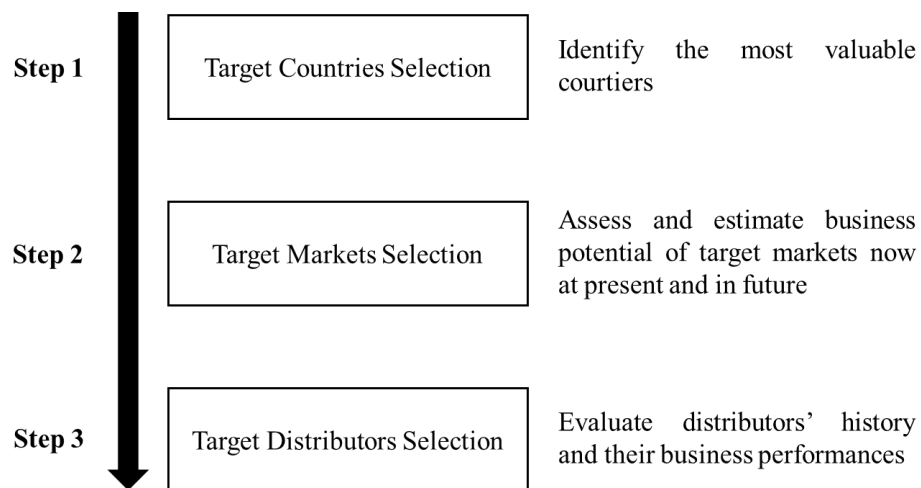 Step 1
Target Countries Selection
Identify the most valuable
courtiers
Step 2
Target Markets Selection
Assess and estimate business
potential of target markets now
at present and in future
Step 3
Target Distributors Selection
Evaluate distributors’ history
and their business performances